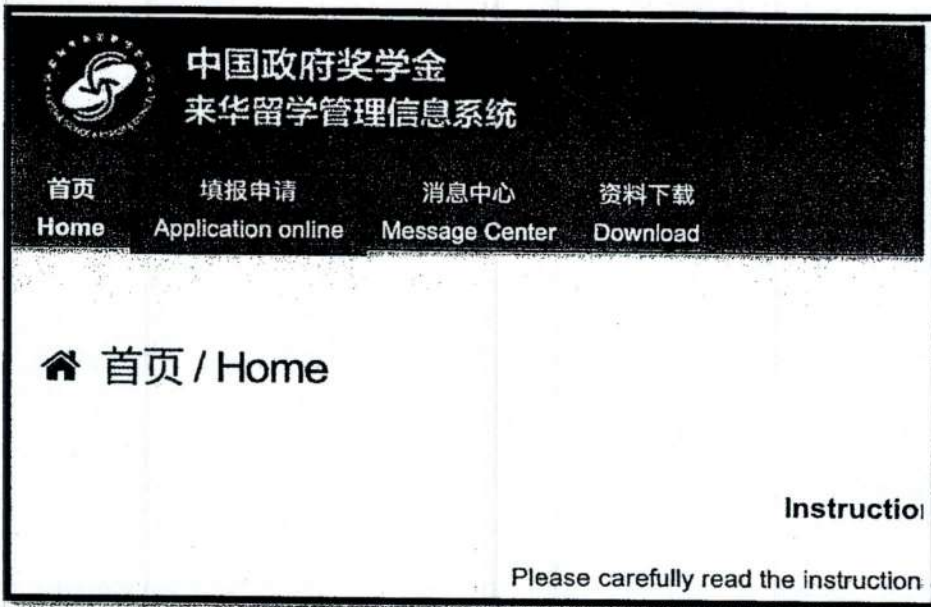 中国政府奖学金
来华留学管理信息系统
首页 填报申请 消息中心 资料下载
Home Application online Message Center Download
首页 / Home
Instructio
Please carefully read the instruction